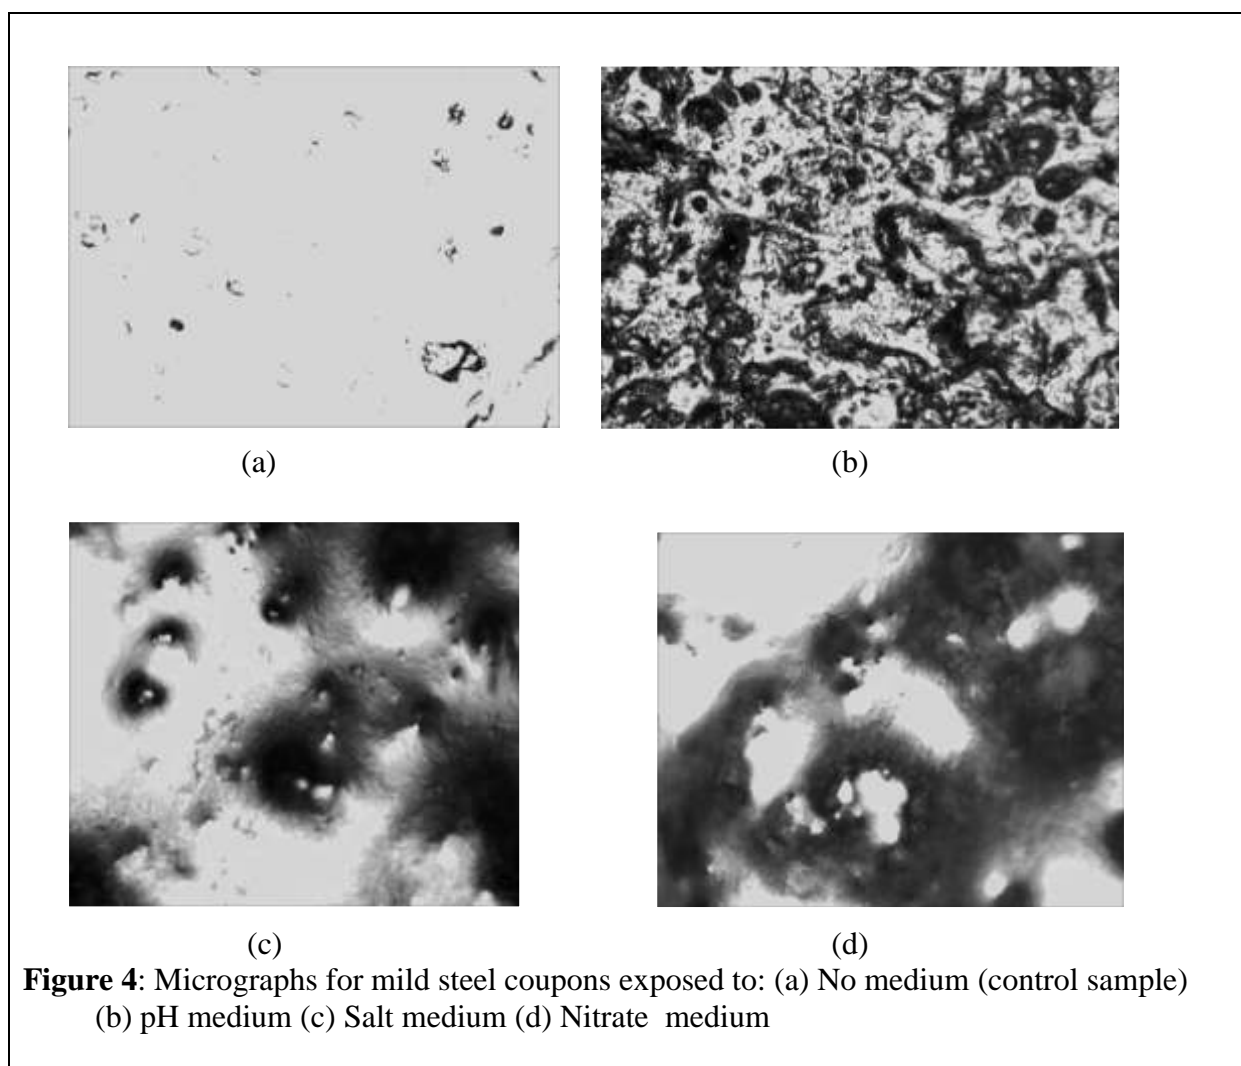 (a)
(b)
(c)
(d)
Figure 4: Micrographs for mild steel coupons exposed to: (a) No medium (control sample)
(b) pH medium (c) Salt medium (d) Nitrate medium